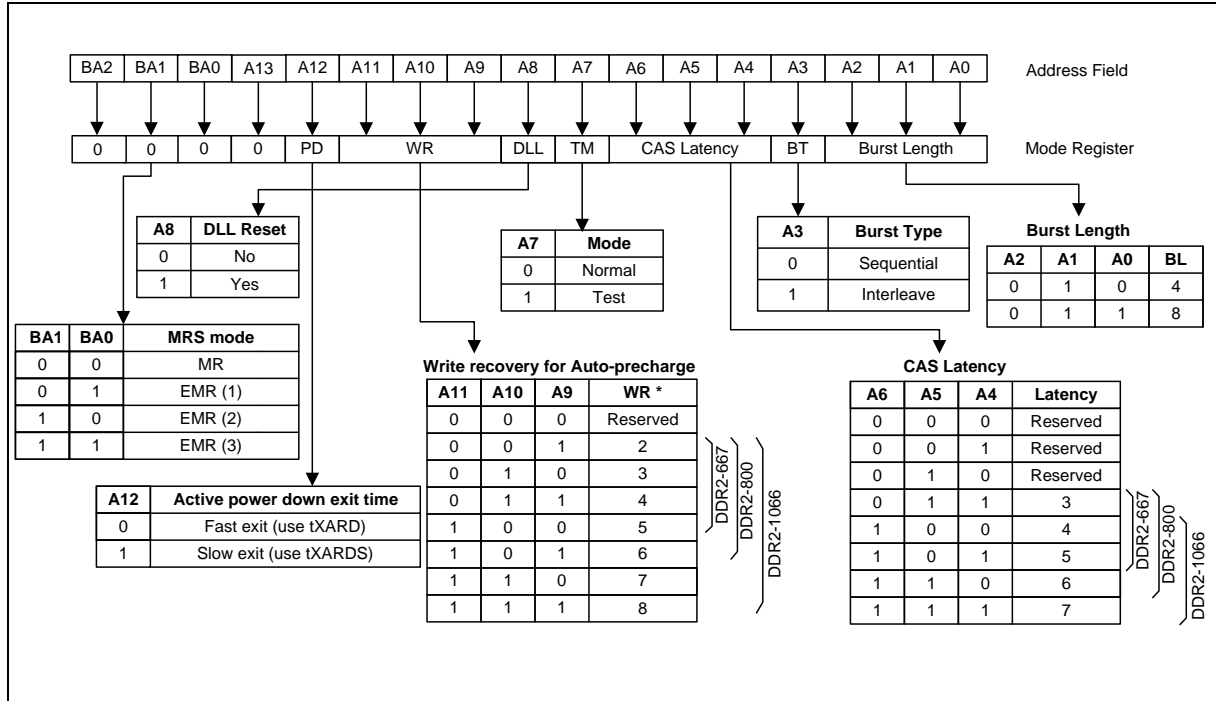 BA2 BA1 BA0 A13 A12 A11 A10 A9 A8 A7 A6 A5 A4 A3 A2 A1 A0 Address Field
0 0 0 0 PD WR DLL TM CAS Latency BT Burst Length Mode Register
A8 DLL Reset
0 No
1 Yes
A7 Mode
0 Normal
1 Test
A3 Burst Type
0 Sequential
1 Interleave
Burst Length
A2 A1 A0 BL
0 1 0 4
0 1 1 8
BA1 BA0 MRS mode
0 0 MR
0 1 EMR (1)
1 0 EMR (2)
1 1 EMR (3)
A12 Active power down exit time
0 Fast exit (use tXARD)
1 Slow exit (use tXARDS)
Write recovery for Auto-precharge
A11 A10 A9 WR *
0 0 0 Reserved
0 0 1 2
0 1 0 3
0 1 1 4
1 0 0 5
1 0 1 6
1 1 0 7
1 1 1 8
DDR2-667
DDR2-800
DDR2-1066
CAS Latency
A6 A5 A4 Latency
0 0 0 Reserved
0 0 1 Reserved
0 1 0 Reserved
0 1 1 3
1 0 0 4
1 0 1 5
1 1 0 6
1 1 1 7
DDR2-667
DDR2-800
DDR2-1066